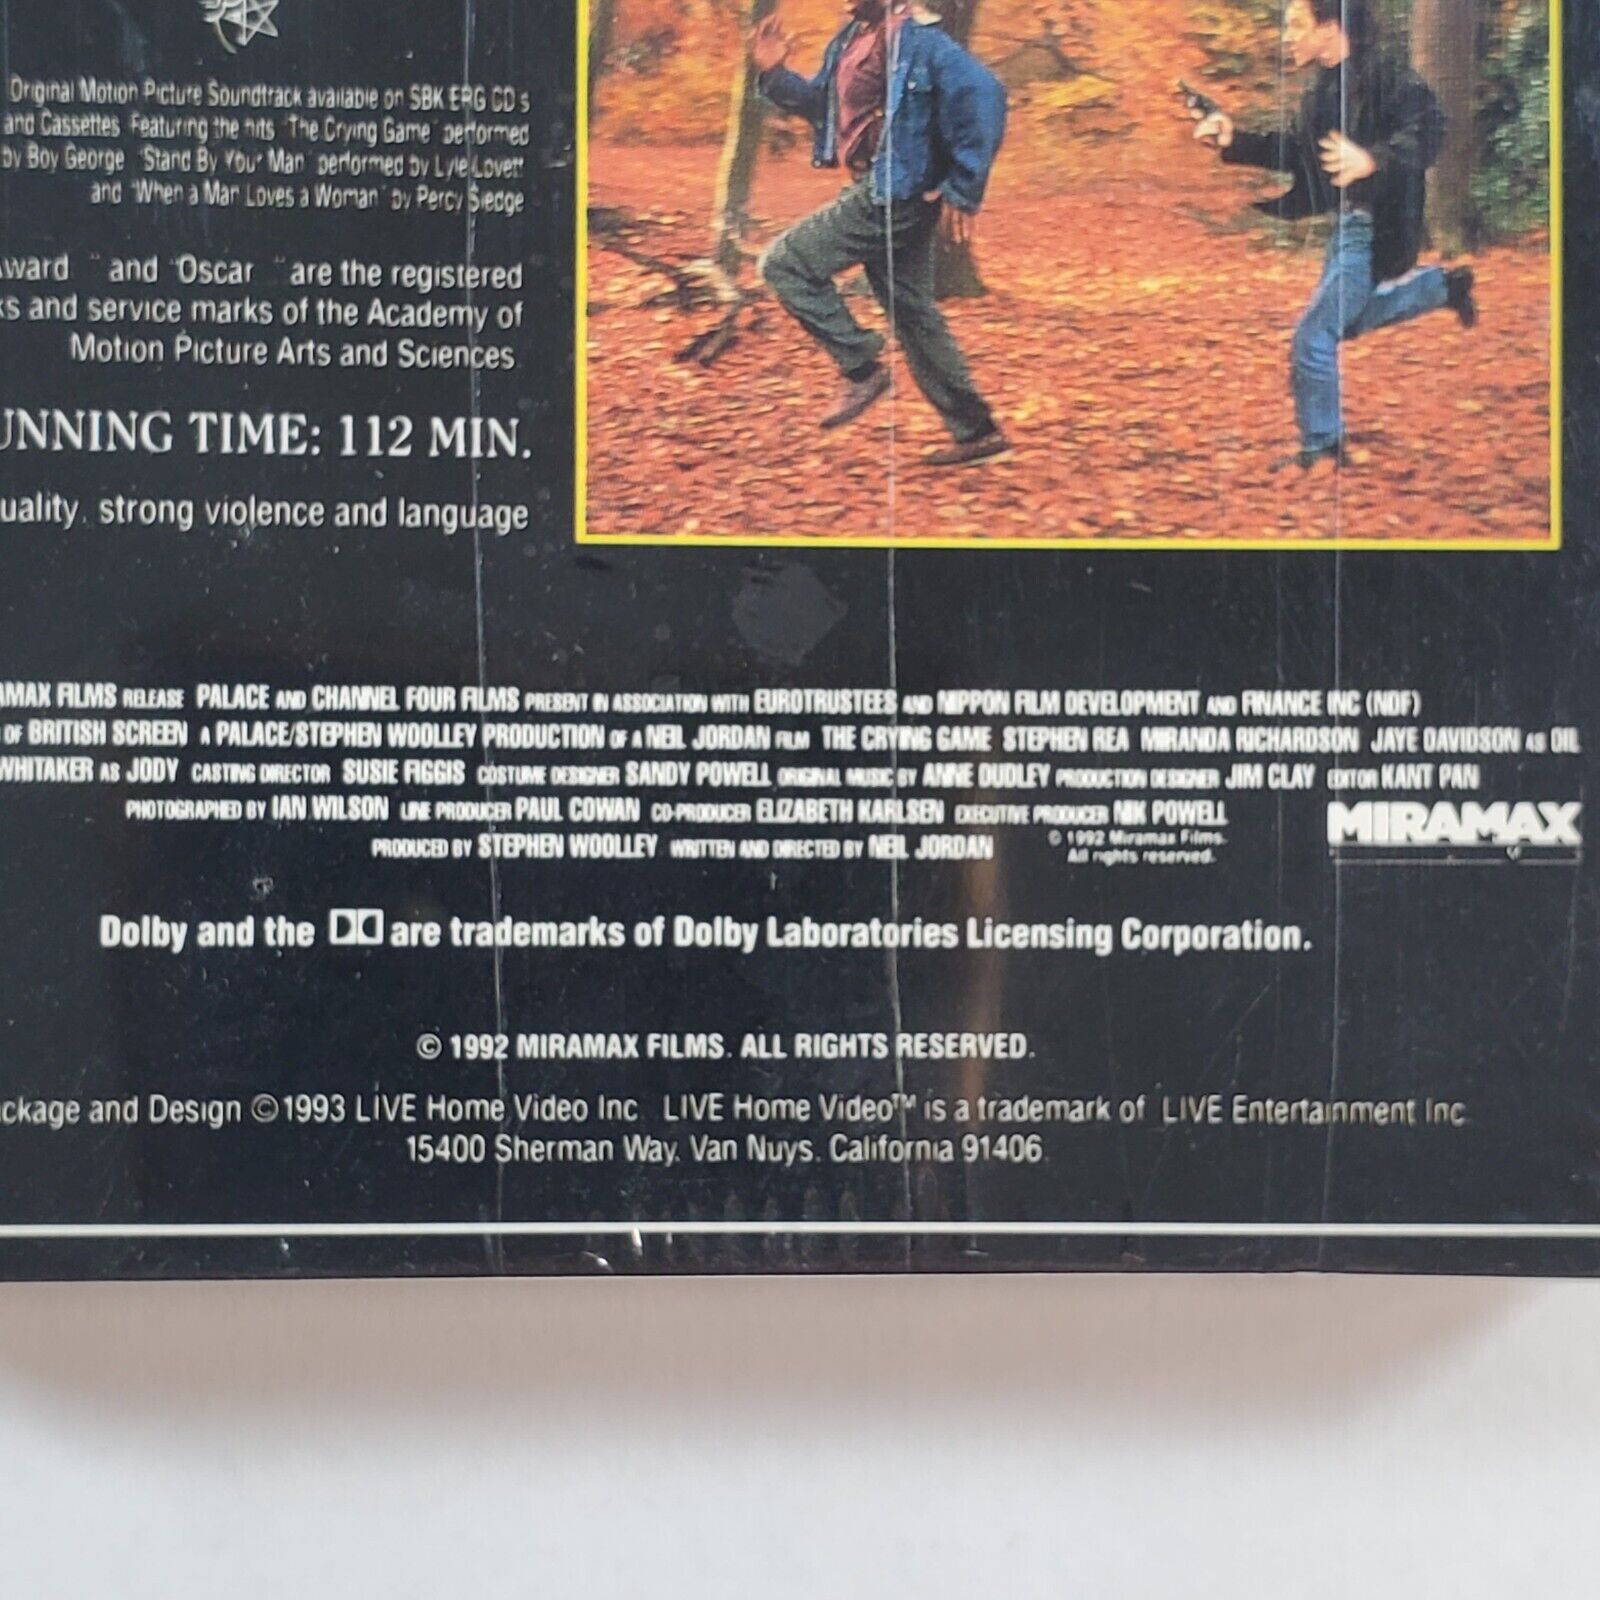 Original Motion Picture Soundtrack available on SBK ERG CD s
and Cassettes. Featuring the hits "The Crying Game" performed
by Boy George "Stand By Your Man" performed by Lyle Lovett
and "When a Man Loves a Woman" by Percy Sledge
ward " and "Oscar " are the registered
ks and service marks of the Academy of
Motion Picture Arts and Sciences.
UNNING TIME: 112 MIN.
uality, strong violence and language
AMAX FILMS RELEASE PALACE AND CHANNEL FOUR FILMS PRESENT IN ASSOCIATION WITH EUROTRUSTEES AND NIPPON FILM DEVELOPMENT AND FINANCE INC (NDF)
OF BRITISH SCREEN A PALACE/STEPHEN WOOLLEY PRODUCTION OF A NEIL JORDAN FILM THE CRYING GAME STEPHEN REA MIRANDA RICHARDSON JAYE DAVIDSON AS DIL
WHITAKER AS JODY CASTING DIRECTOR SUSIE FIGGIS COSTUME DESIGNER SANDY POWELL ORIGINAL MUSIC BY ANNE DUDLEY PRODUCTION DESIGNER JIM CLAY EDITOR KANT PAN
PHOTOGRAPHED BY IAN WILSON LINE PRODUCER PAUL COWAN CO-PRODUCER ELIZABETH KARLSEN EXECUTIVE PRODUCER NIK POWELL
PRODUCED BY STEPHEN WOOLLEY WRITTEN AND DIRECTED BY NEIL JORDAN
© 1992 Miramax Films.
All rights reserved.
MIRAMAX
Dolby and the DD are trademarks of Dolby Laboratories Licensing Corporation.
© 1992 MIRAMAX FILMS. ALL RIGHTS RESERVED.
ckage and Design © 1993 LIVE Home Video Inc. LIVE Home Video™ is a trademark of LIVE Entertainment Inc.
15400 Sherman Way, Van Nuys, California 91406